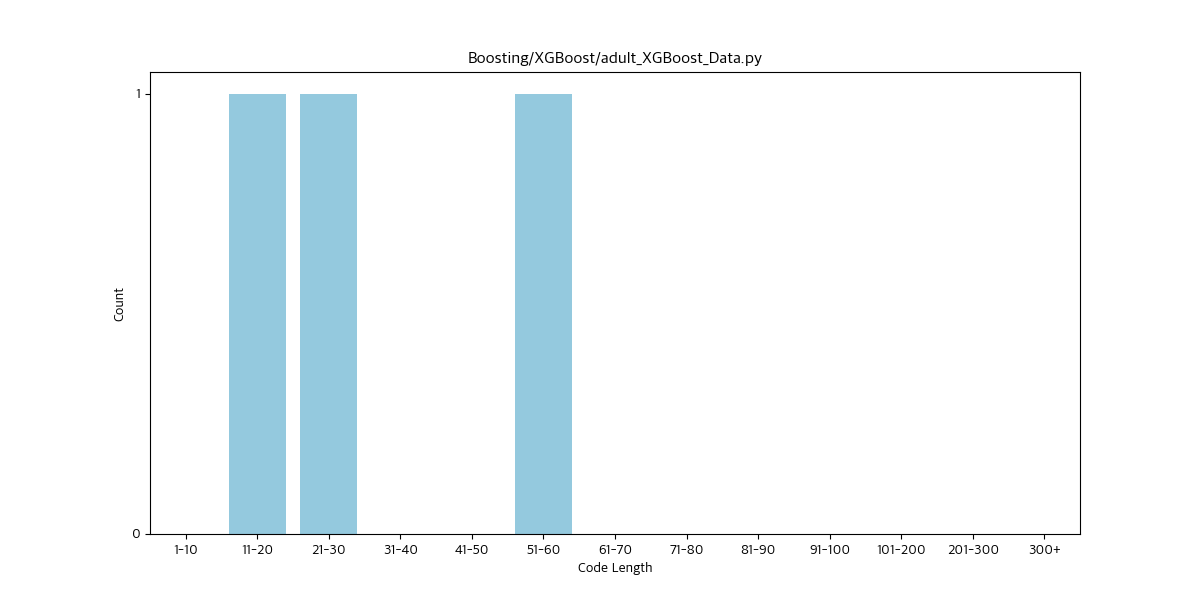 Boosting/XGBoost/adult_XGBoost_Data.py
1
Count
0
1-10 11-20 21-30 31-40 41-50 51-60 61-70 71-80 81-90 91-100 101-200 201-300 300+
Code Length